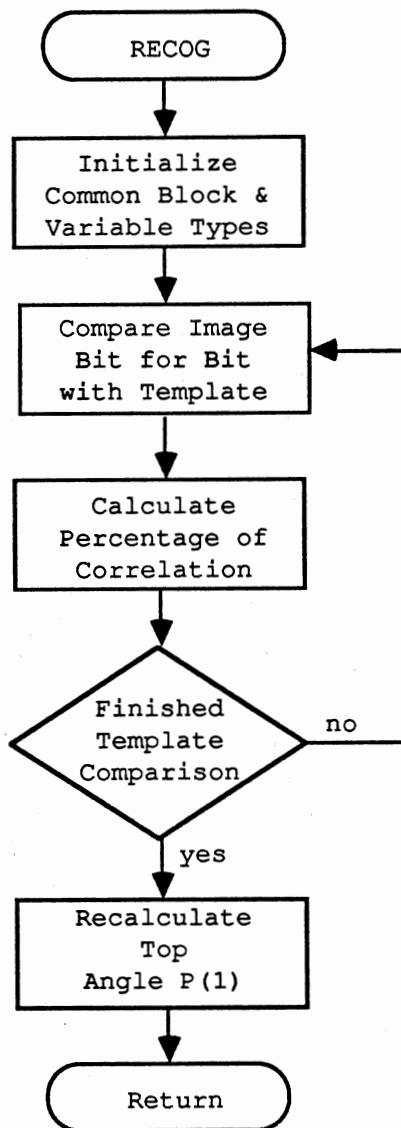 RECOG
Initialize
Common Block &
Variable Types
Compare Image
Bit for Bit
with Template
Calculate
Percentage of
Correlation
Finished
Template
Comparison
no
yes
Recalculate
Top
Angle P(1)
Return